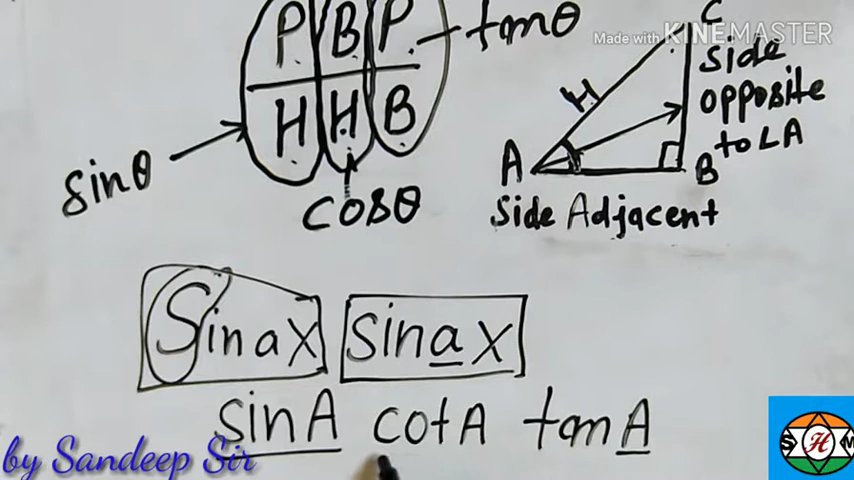 P B P. tanθ
H H. B
sinθ
cosθ
Made with KINEMASTER
C
Side
opposite
to ∠A
H
A
B
Side Adjacent
Sin a X sin a x
sinA cotA tanA
by Sandeep Sir
S H M